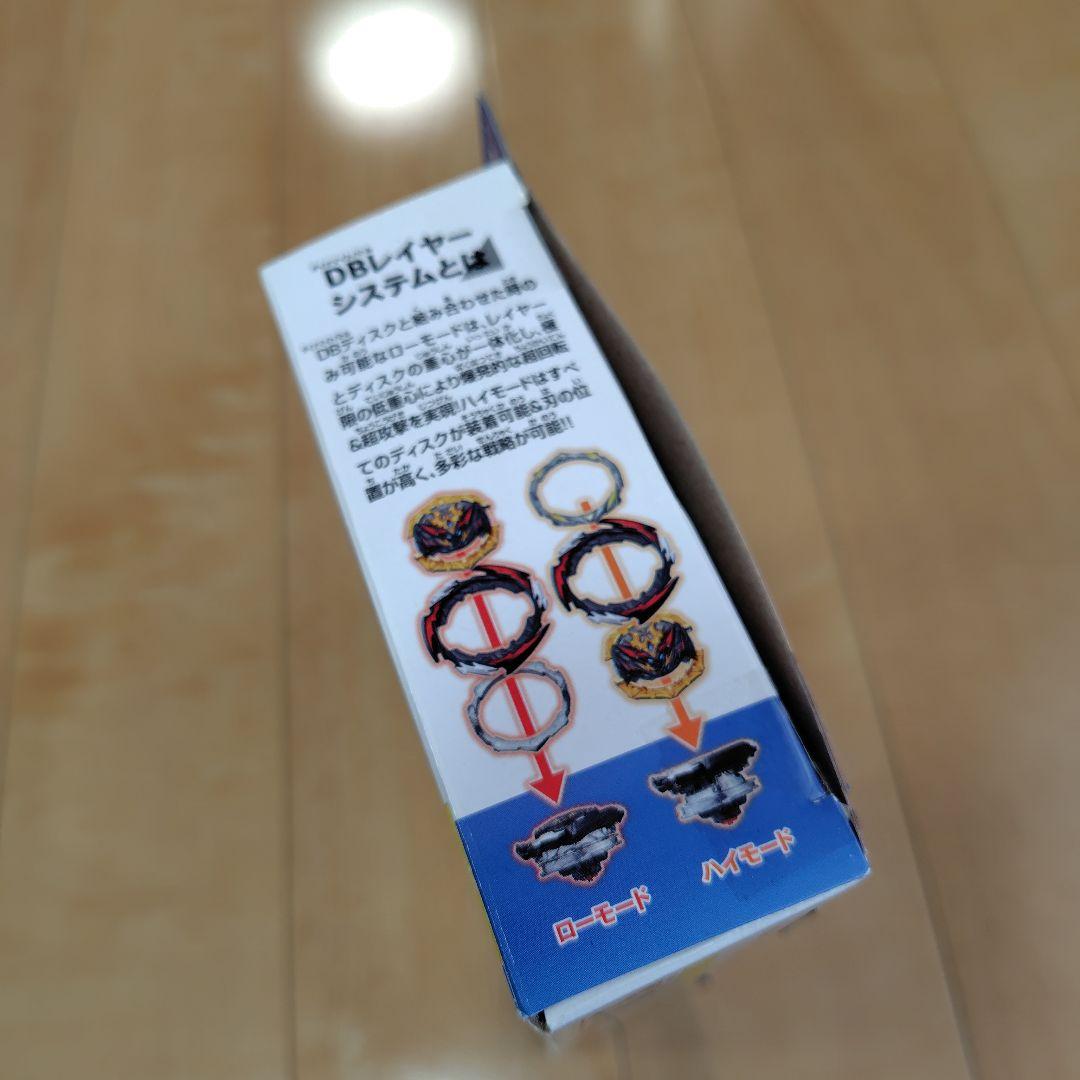 DBレイヤー
システムとは
DBディスクと組み合わせた時の
み可能なローモードは、レイヤー
とディスクの重心が一体化し、極
限の低重心により爆発的な超回転
&超攻撃を実現!ハイモードはすべ
てのディスクが装着可能&刃の位
置が高く、多彩な戦略が可能!!
ローモード
ハイモード